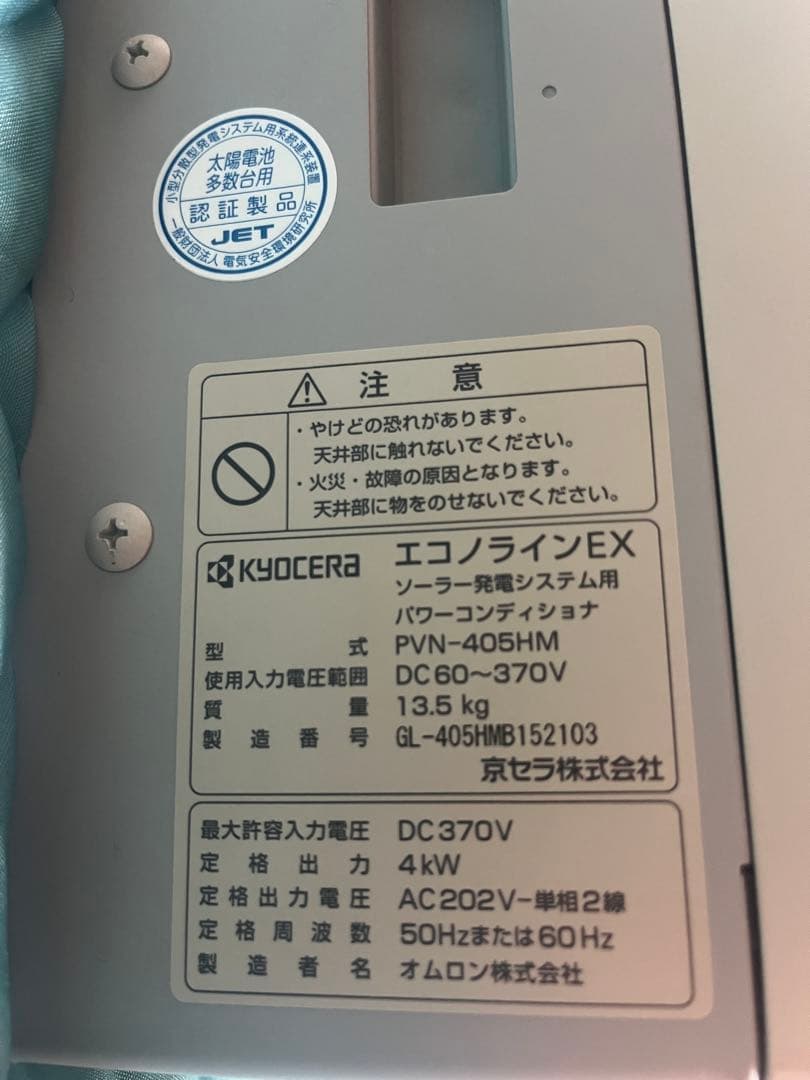 小型分散型発電システム用系統連系装置
太陽電池
多数台用
認証製品
JET
一般財団法人 電気安全環境研究所
注意
・やけどの恐れがあります。
天井部に触れないでください。
・火災・故障の原因となります。
天井部に物をのせないでください。
KYOCERA エコノラインEX
ソーラー発電システム用
パワーコンディショナ
型式 PVN-405HM
使用入力電圧範囲 DC60〜370V
質量 13.5 kg
製造番号 GL-405HMB152103
京セラ株式会社
最大許容入力電圧 DC370V
定格出力 4kW
定格出力電圧 AC202V-単相2線
定格周波数 50Hzまたは60Hz
製造者名 オムロン株式会社